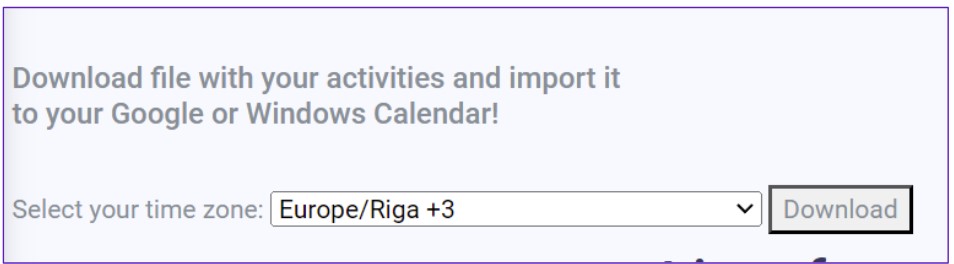 Download file with your activities and import it
to your Google or Windows Calendar!
Select your time zone: Europe/Riga +3 Download